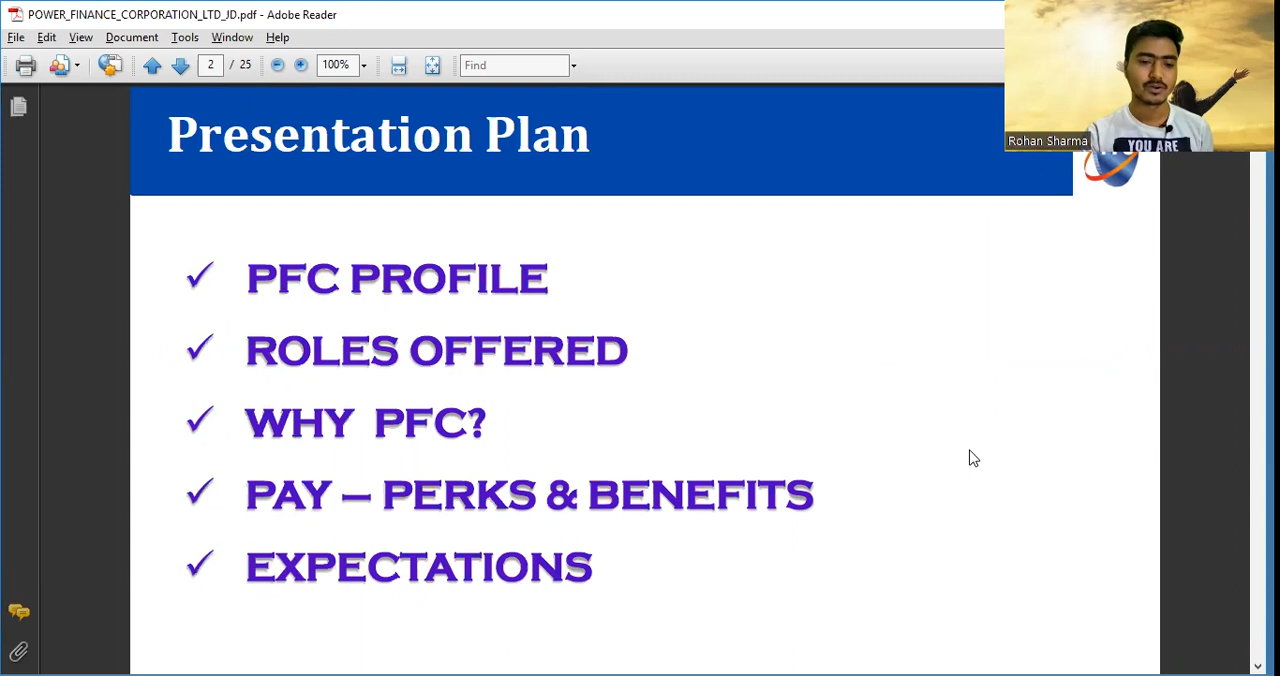 POWER_FINANCE_CORPORATION_LTD_JD.pdf - Adobe Reader
File Edit View Document Tools Window Help
2 / 25 100% Find
Presentation Plan
Rohan Sharma
YOU ARE
✓ PFC PROFILE
✓ ROLES OFFERED
✓ WHY PFC?
✓ PAY – PERKS & BENEFITS
✓ EXPECTATIONS